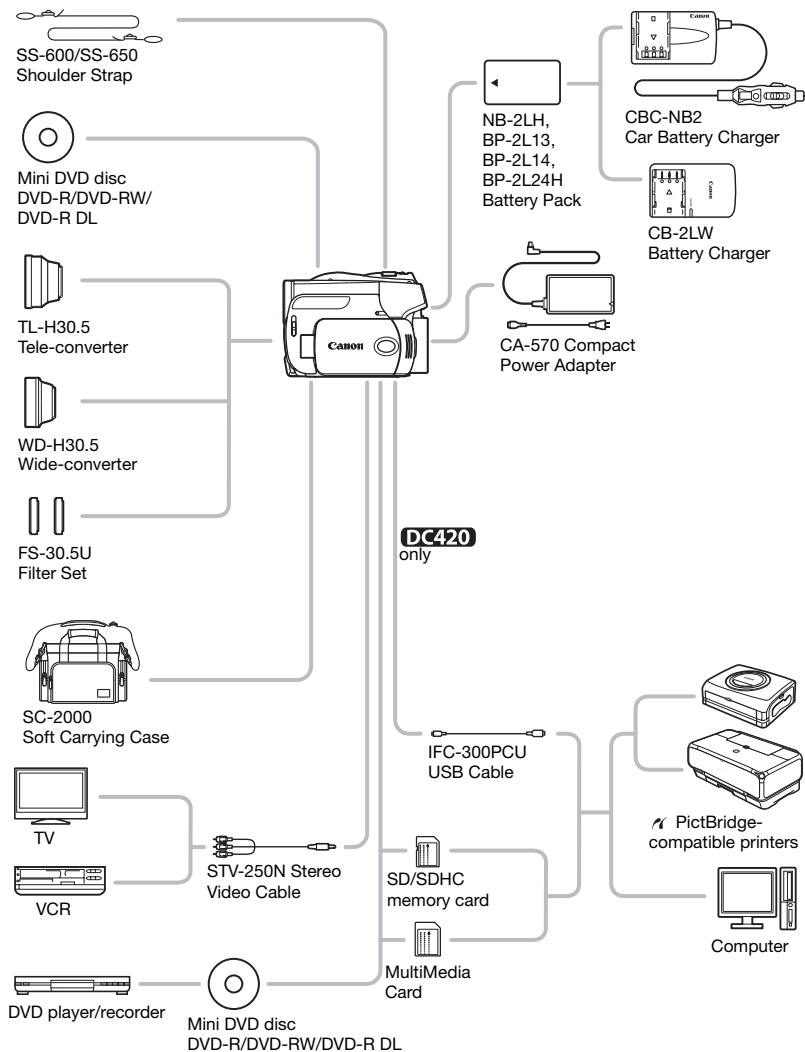 SS-600/SS-650
Shoulder Strap
Mini DVD disc
DVD-R/DVD-RW/
DVD-R DL
TL-H30.5
Tele-converter
WD-H30.5
Wide-converter
FS-30.5U
Filter Set
SC-2000
Soft Carrying Case
TV
VCR
DVD player/recorder
Mini DVD disc
DVD-R/DVD-RW/DVD-R DL
STV-250N Stereo
Video Cable
Canon
NB-2LH,
BP-2L13,
BP-2L14,
BP-2L24H
Battery Pack
Canon
CBC-NB2
Car Battery Charger
Canon
CB-2LW
Battery Charger
CA-570 Compact
Power Adapter
DC420
only
IFC-300PCU
USB Cable
SD/SDHC
memory card
MultiMedia
Card
PictBridge-
compatible printers
Computer